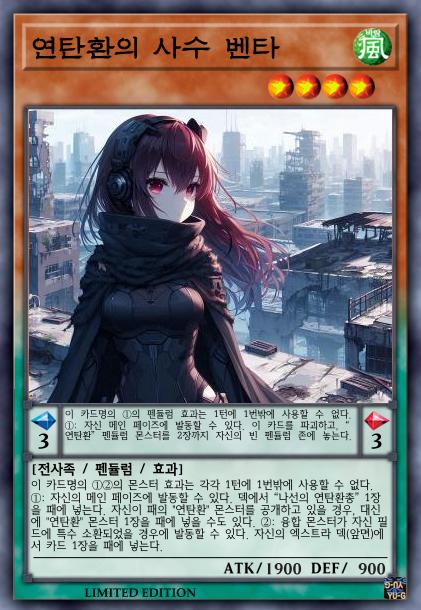 연탄환의 사수 벤타
바람
風
이 카드명의 ①의 펜듈럼 효과는 1턴에 1번밖에 사용할 수 없다.
①: 자신 메인 페이즈에 발동할 수 있다. 이 카드를 파괴하고, "
연탄환" 펜듈럼 몬스터를 2장까지 자신의 빈 펜듈럼 존에 놓는다.
3
3
[전사족 / 펜듈럼 / 효과]
이 카드명의 ①②의 몬스터 효과는 각각 1턴에 1번밖에 사용할 수 없다.
①: 자신의 메인 페이즈에 발동할 수 있다. 덱에서 "나선의 연탄환충" 1장
을 패에 넣는다. 자신이 패의 "연탄환" 몬스터를 공개하고 있을 경우, 대신
에 "연탄환" 몬스터 1장을 패에 넣을 수도 있다. ②: 융합 몬스터가 자신 필
드에 특수 소환되었을 경우에 발동할 수 있다. 자신의 엑스트라 덱(앞면)에
서 카드 1장을 패에 넣는다.
ATK/1900 DEF/ 900
LIMITED EDITION
YU-G